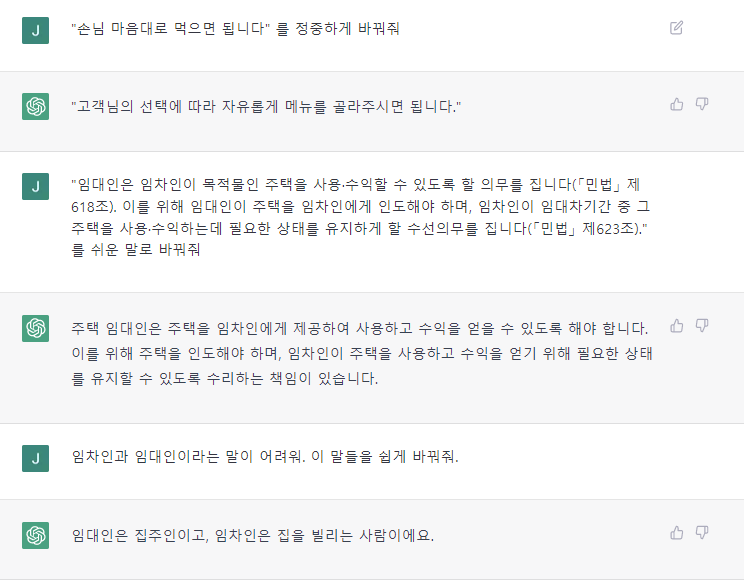 J
"손님 마음대로 먹으면 됩니다" 를 정중하게 바꿔줘
"고객님의 선택에 따라 자유롭게 메뉴를 골라주시면 됩니다."
J
"임대인은 임차인이 목적물인 주택을 사용·수익할 수 있도록 할 의무를 집니다(「민법」 제
618조). 이를 위해 임대인이 주택을 임차인에게 인도해야 하며, 임차인이 임대차기간 중 그
주택을 사용·수익하는데 필요한 상태를 유지하게 할 수선의무를 집니다(「민법」 제623조)."
를 쉬운 말로 바꿔줘
주택 임대인은 주택을 임차인에게 제공하여 사용하고 수익을 얻을 수 있도록 해야 합니다.
이를 위해 주택을 인도해야 하며, 임차인이 주택을 사용하고 수익을 얻기 위해 필요한 상태
를 유지할 수 있도록 수리하는 책임이 있습니다.
J
임차인과 임대인이라는 말이 어려워. 이 말들을 쉽게 바꿔줘.
임대인은 집주인이고, 임차인은 집을 빌리는 사람이에요.